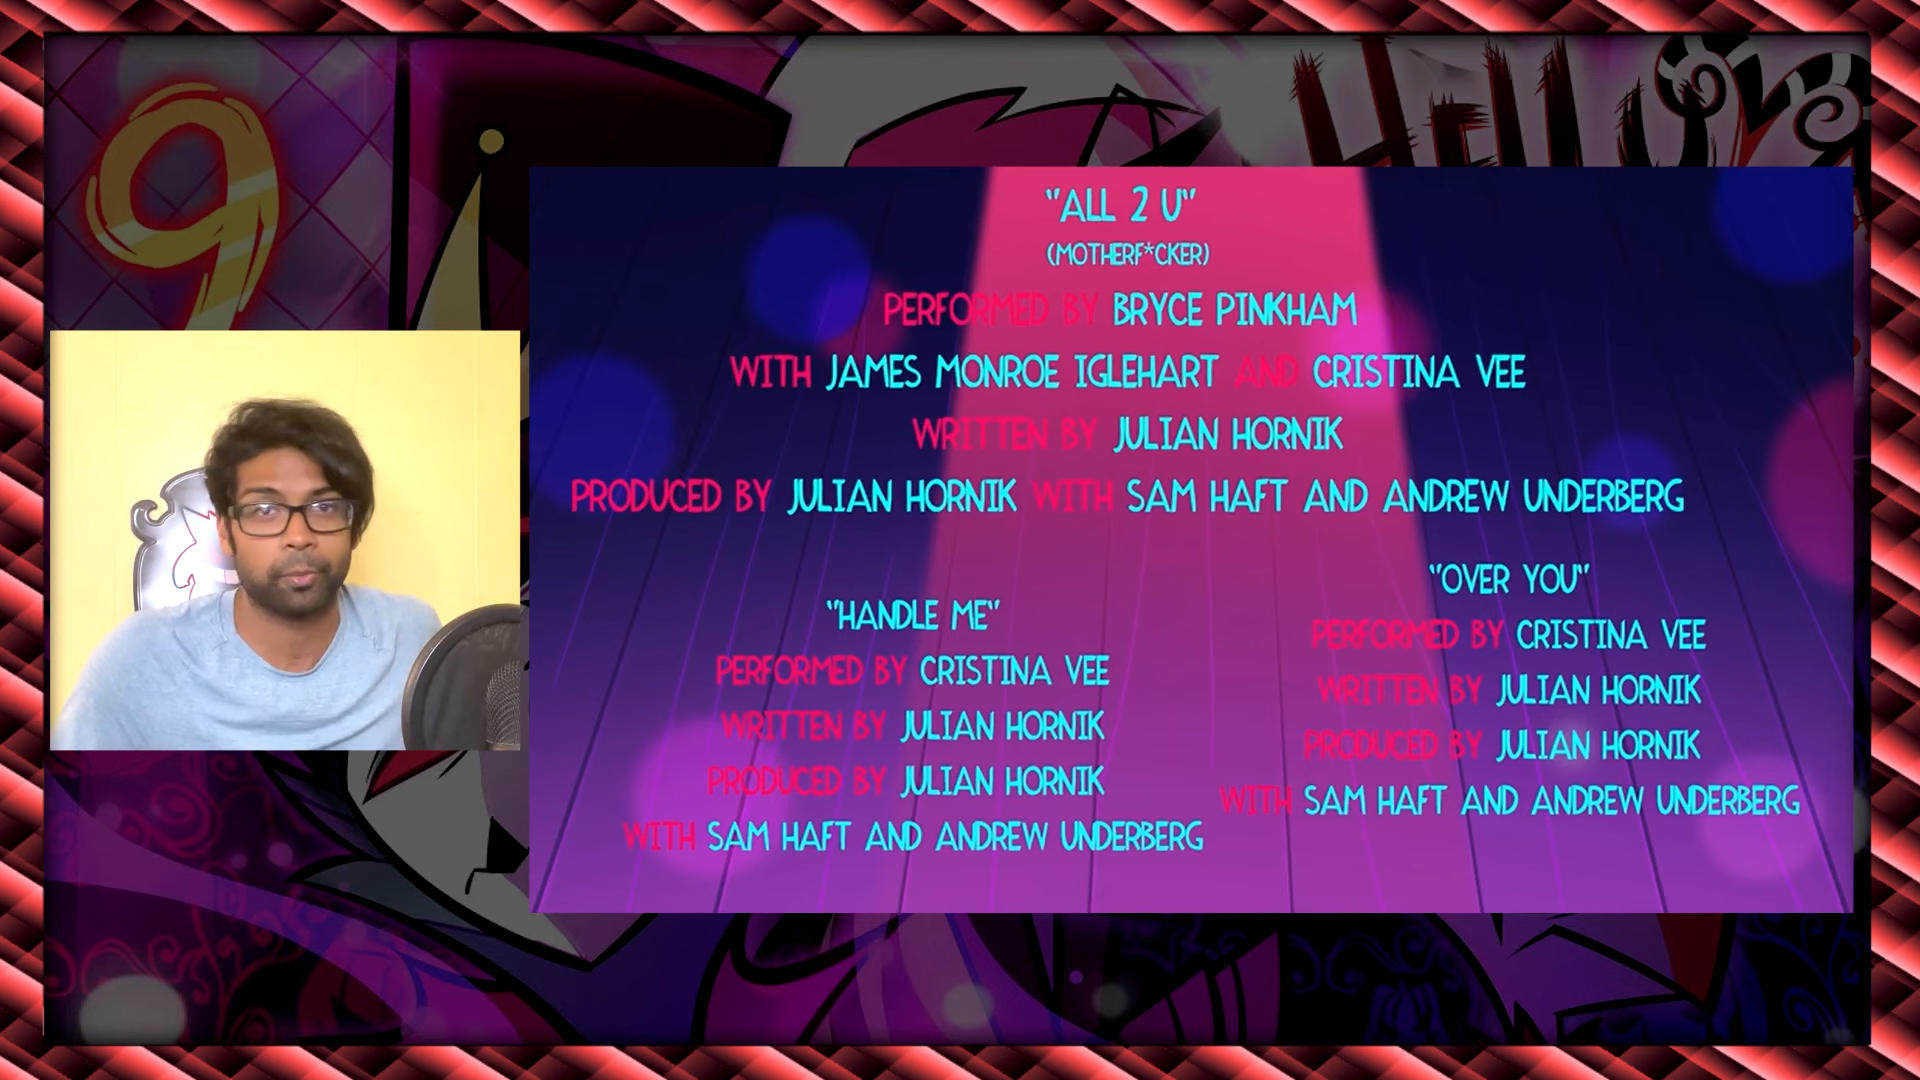 9
HELLUVA
"ALL 2 U"
(MOTHERF*CKER)
PERFORMED BY BRYCE PINKHAM
WITH JAMES MONROE IGLEHART AND CRISTINA VEE
WRITTEN BY JULIAN HORNIK
PRODUCED BY JULIAN HORNIK WITH SAM HAFT AND ANDREW UNDERBERG
"HANDLE ME"
PERFORMED BY CRISTINA VEE
WRITTEN BY JULIAN HORNIK
PRODUCED BY JULIAN HORNIK
WITH SAM HAFT AND ANDREW UNDERBERG
"OVER YOU"
PERFORMED BY CRISTINA VEE
WRITTEN BY JULIAN HORNIK
PRODUCED BY JULIAN HORNIK
WITH SAM HAFT AND ANDREW UNDERBERG